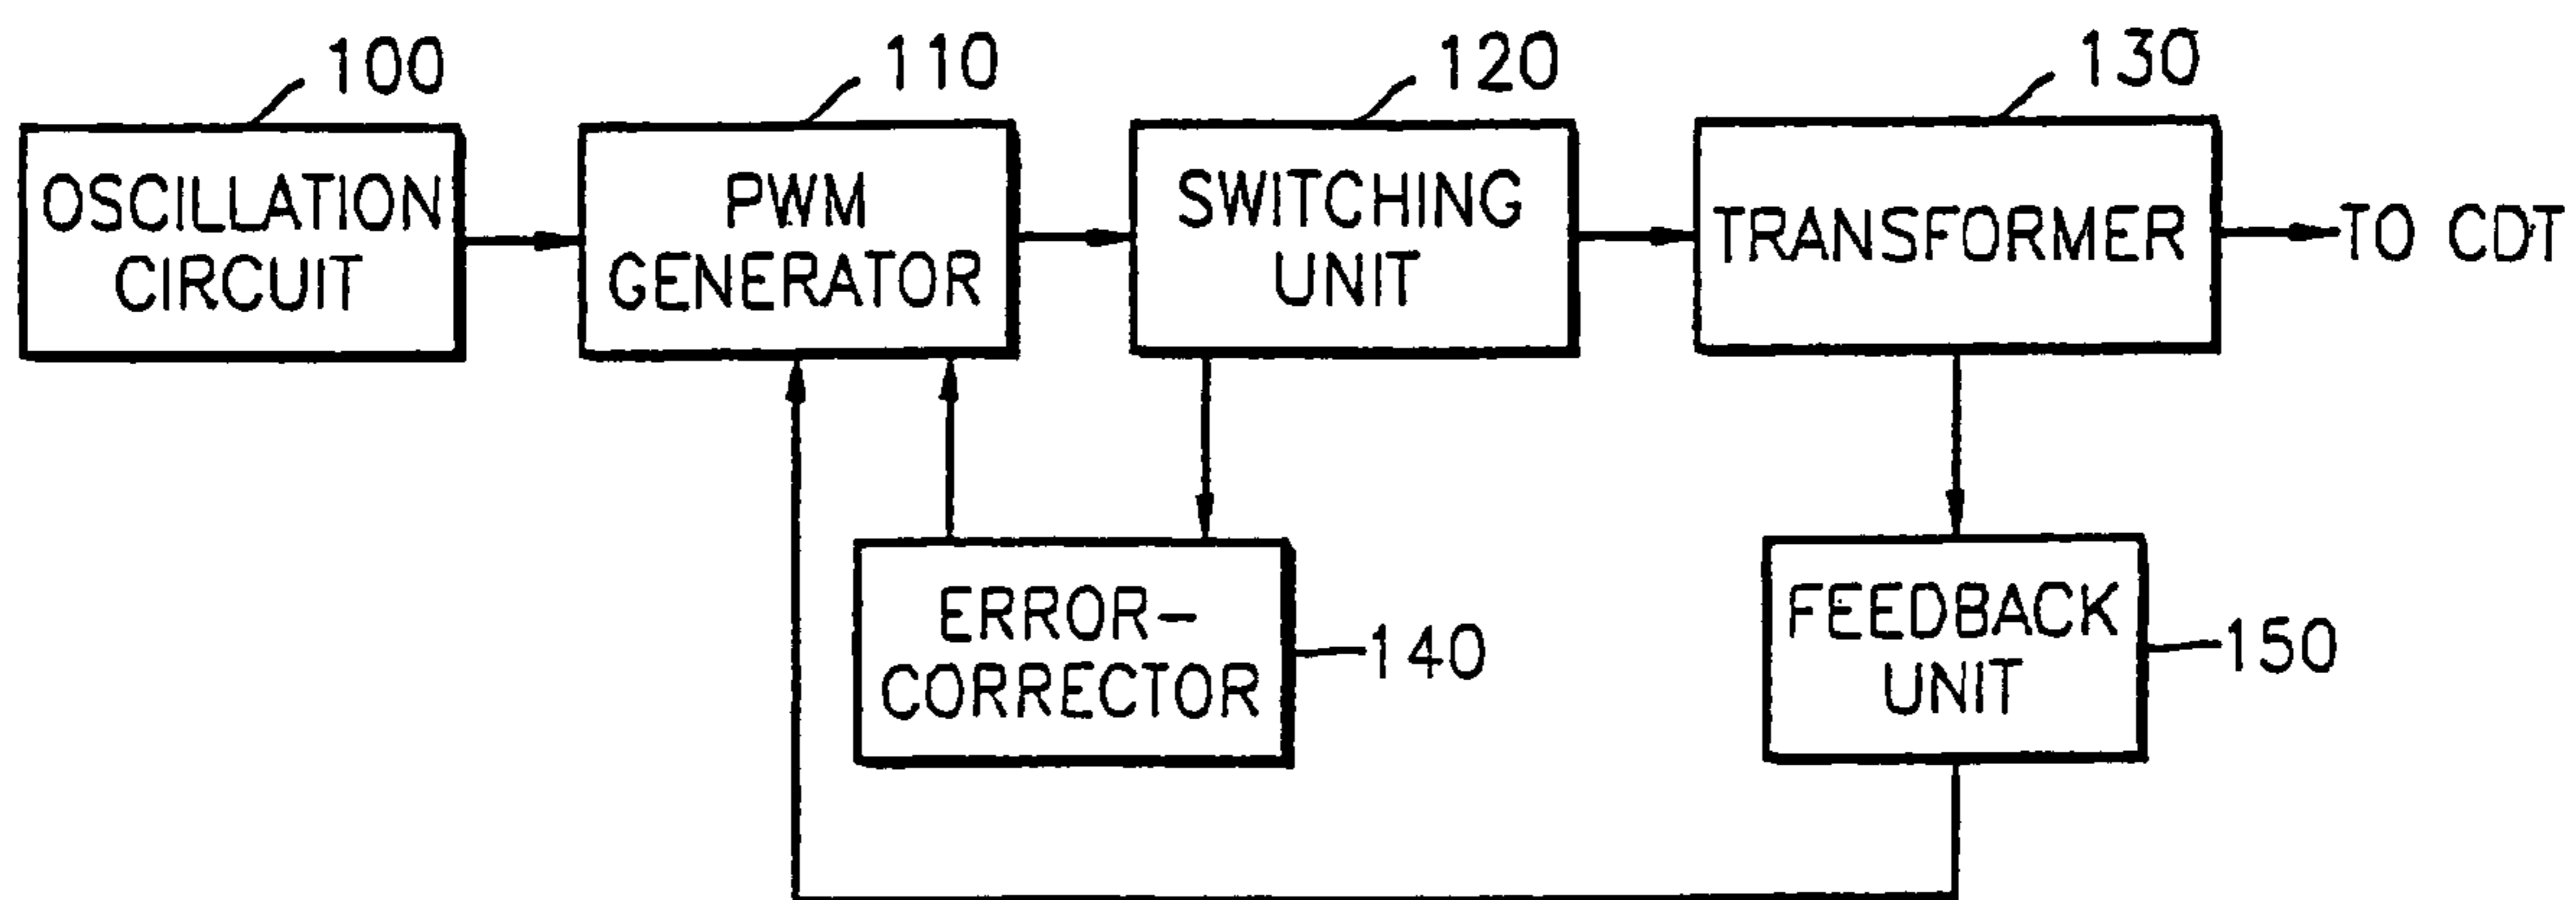 100
110
120
130
OSCILLATION
CIRCUIT
PWM
GENERATOR
SWITCHING
UNIT
TRANSFORMER
TO CDT
ERROR-
CORRECTOR
140
FEEDBACK
UNIT
150